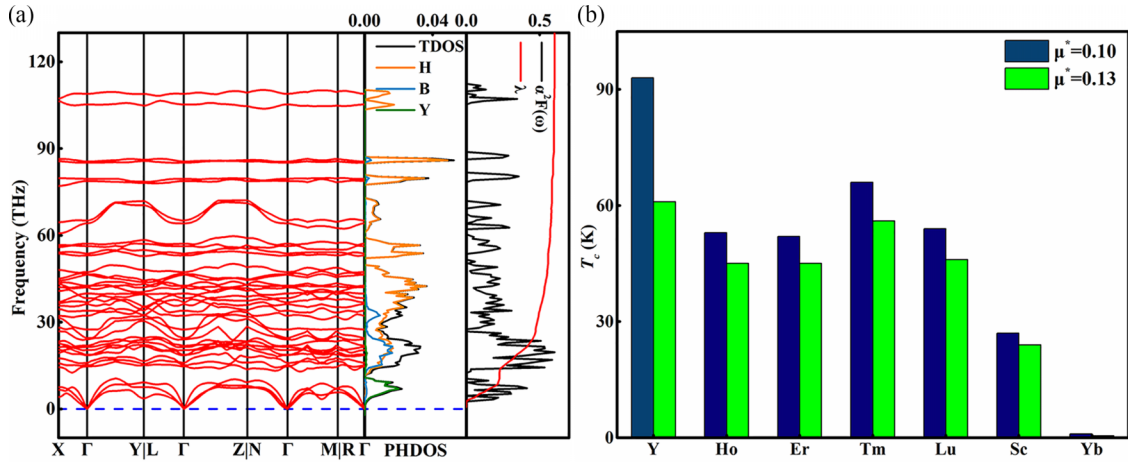 (a)
0.00 0.04 0.0 0.5
TDOS
H
B
Y
λ
α²F(ω)
120
90
60
30
0
Frequency (THz)
X Γ Y|L Γ Z|N Γ M|R Γ PHDOS
(b)
μ*=0.10
μ*=0.13
90
60
30
0
Tc (K)
Y Ho Er Tm Lu Sc Yb